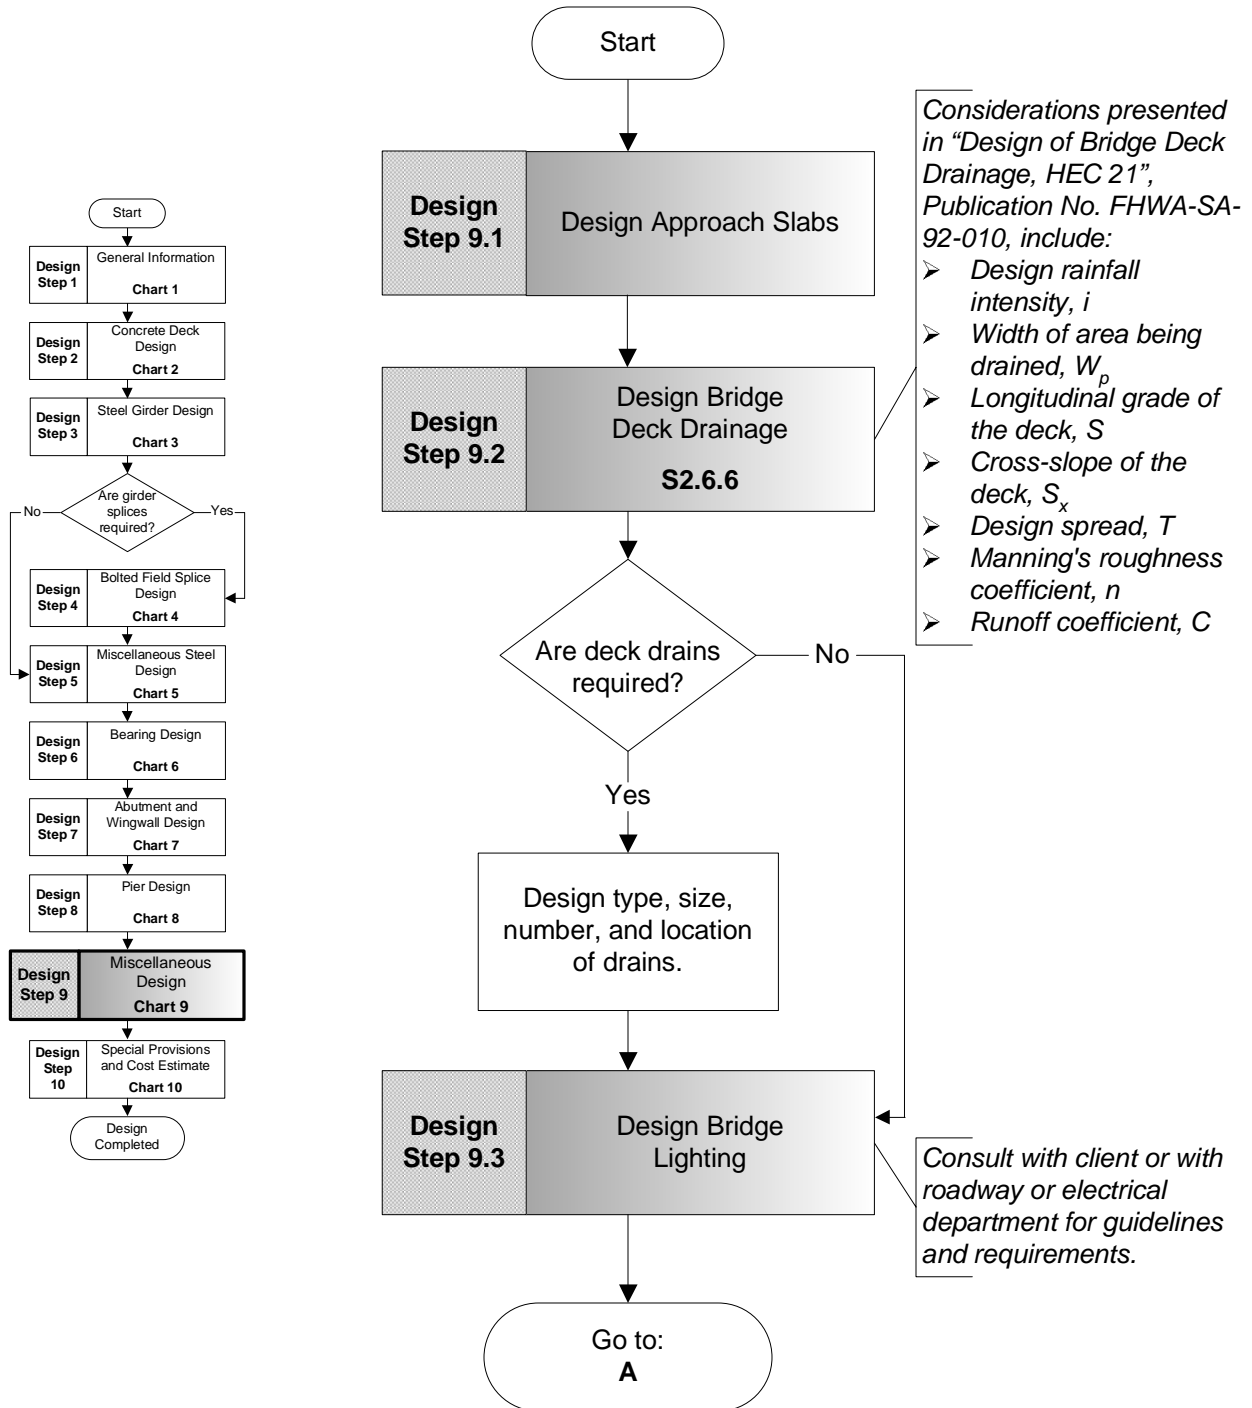 Start
Design
Step 1
General Information
Chart 1
Design
Step 2
Concrete Deck
Design
Chart 2
Design
Step 3
Steel Girder Design
Chart 3
Are girder
splices
required?
No
Yes
Design
Step 4
Bolted Field Splice
Design
Chart 4
Design
Step 5
Miscellaneous Steel
Design
Chart 5
Design
Step 6
Bearing Design
Chart 6
Design
Step 7
Abutment and
Wingwall Design
Chart 7
Design
Step 8
Pier Design
Chart 8
Design
Step 9
Miscellaneous
Design
Chart 9
Design
Step
10
Special Provisions
and Cost Estimate
Chart 10
Design
Completed
Start
Design
Step 9.1
Design Approach Slabs
Design
Step 9.2
Design Bridge
Deck Drainage
S2.6.6
Considerations presented
in “Design of Bridge Deck
Drainage, HEC 21”,
Publication No. FHWA-SA-
92-010, include:
➢ Design rainfall
intensity, i
➢ Width of area being
drained, Wp
➢ Longitudinal grade of
the deck, S
➢ Cross-slope of the
deck, Sx
➢ Design spread, T
➢ Manning's roughness
coefficient, n
➢ Runoff coefficient, C
Are deck drains
required?
No
Yes
Design type, size,
number, and location
of drains.
Design
Step 9.3
Design Bridge
Lighting
Consult with client or with
roadway or electrical
department for guidelines
and requirements.
Go to:
A